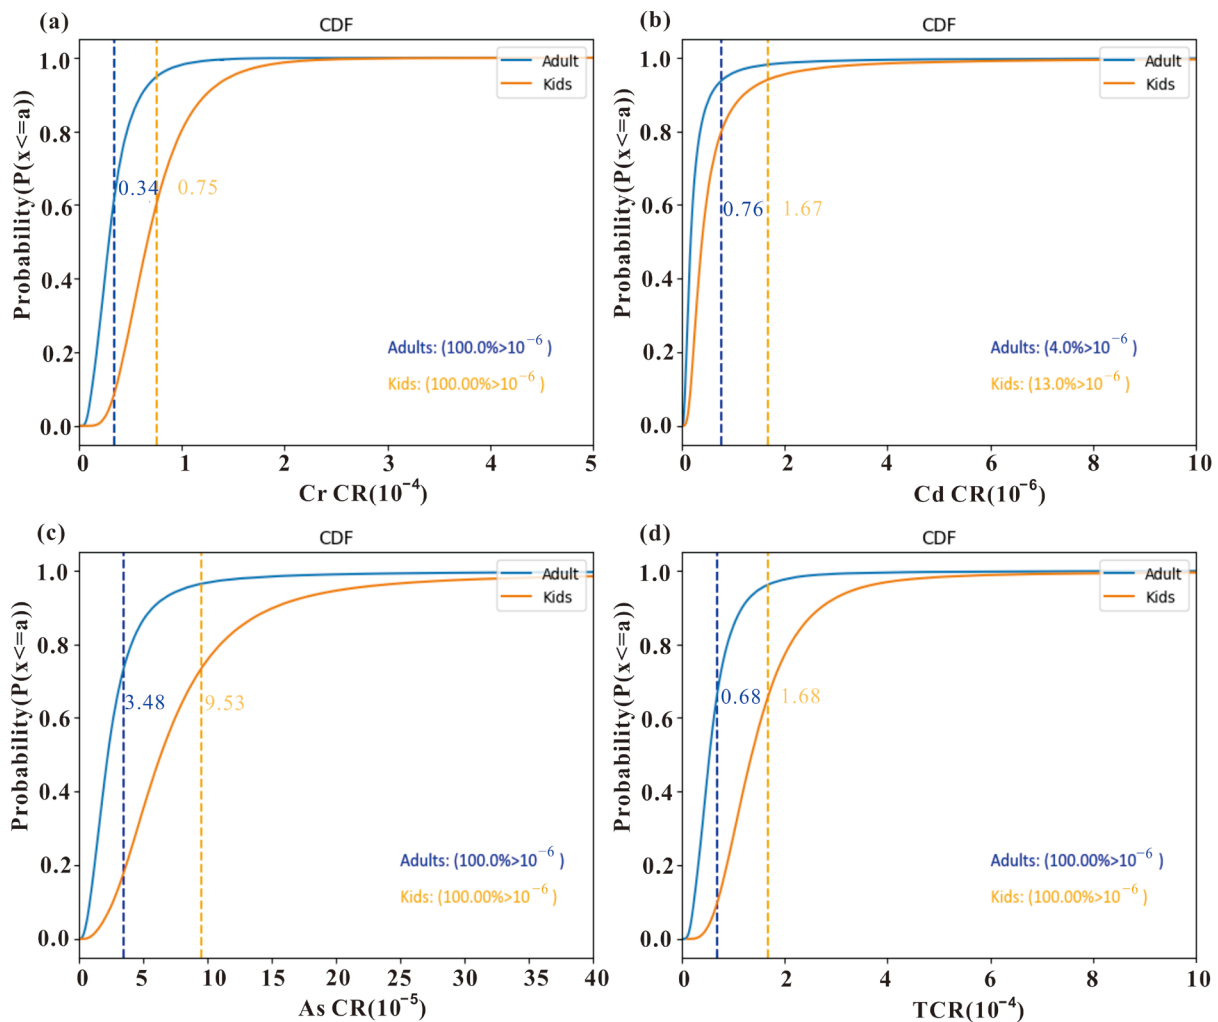 (a)
CDF
Probability(P(x<=a))
1.0
0.8
0.6
0.4
0.2
0.0
Adult
Kids
0.34
0.75
Adults: (100.0%>10⁻⁶ )
Kids: (100.00%>10⁻⁶ )
0 1 2 3 4 5
Cr CR(10⁻⁴)
(b)
CDF
Probability(P(x<=a))
1.0
0.8
0.6
0.4
0.2
0.0
Adult
Kids
0.76
1.67
Adults: (4.0%>10⁻⁶ )
Kids: (13.0%>10⁻⁶ )
0 2 4 6 8 10
Cd CR(10⁻⁶)
(c)
CDF
Probability(P(x<=a))
1.0
0.8
0.6
0.4
0.2
0.0
Adult
Kids
3.48
9.53
Adults: (100.0%>10⁻⁶ )
Kids: (100.00%>10⁻⁶ )
0 5 10 15 20 25 30 35 40
As CR(10⁻⁵)
(d)
CDF
Probability(P(x<=a))
1.0
0.8
0.6
0.4
0.2
0.0
Adult
Kids
0.68
1.68
Adults: (100.00%>10⁻⁶ )
Kids: (100.00%>10⁻⁶ )
0 2 4 6 8 10
TCR(10⁻⁴)